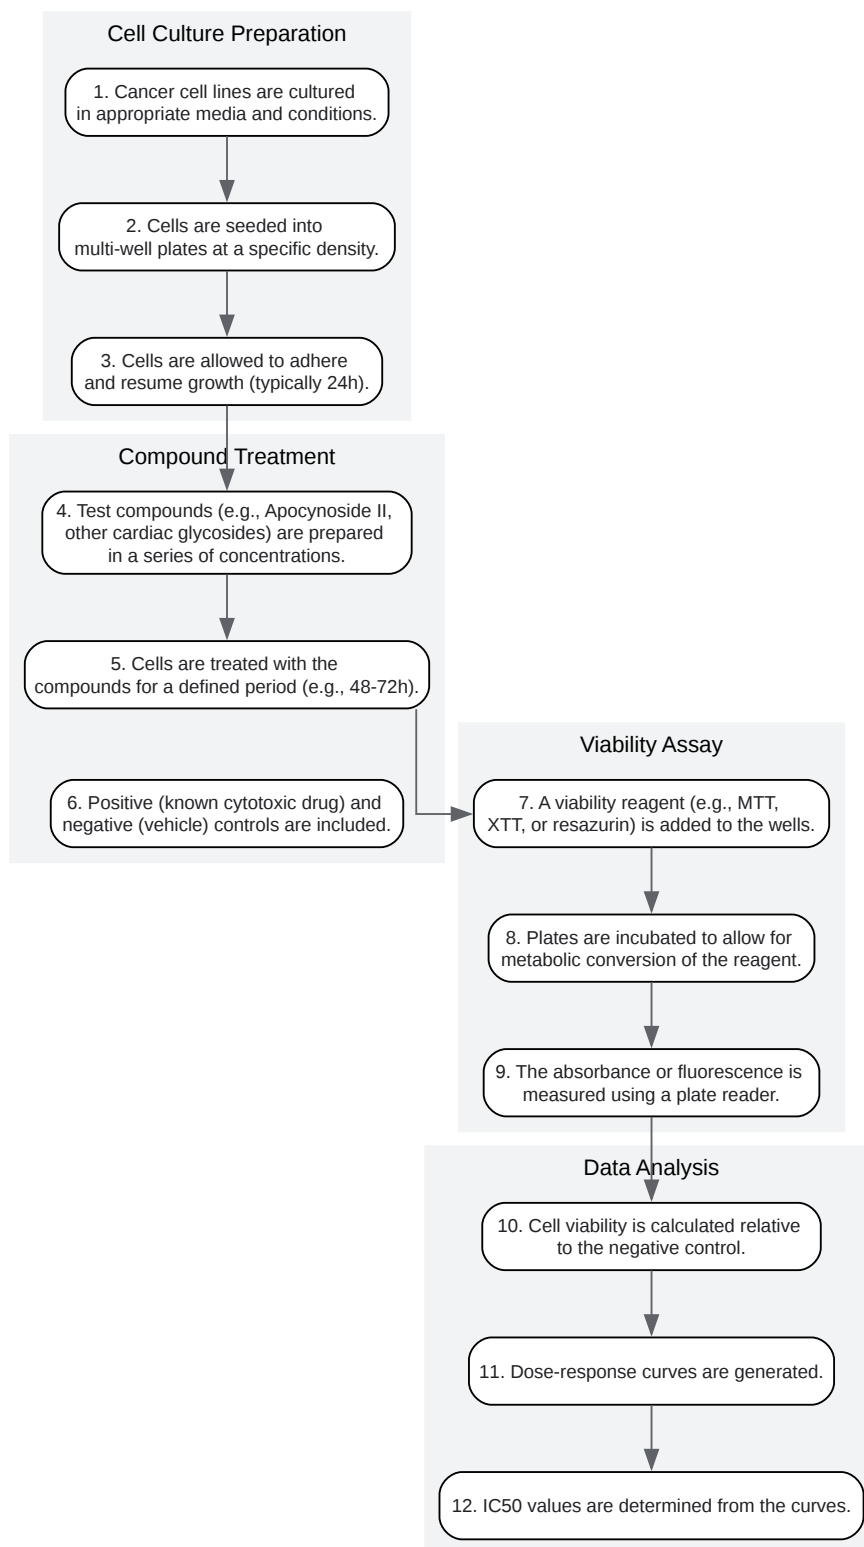 Cell Culture Preparation
1. Cancer cell lines are cultured
in appropriate media and conditions.
2. Cells are seeded into
multi-well plates at a specific density.
3. Cells are allowed to adhere
and resume growth (typically 24h).
Compound Treatment
4. Test compounds (e.g., Apocynoside II,
other cardiac glycosides) are prepared
in a series of concentrations.
5. Cells are treated with the
compounds for a defined period (e.g., 48-72h).
6. Positive (known cytotoxic drug) and
negative (vehicle) controls are included.
Viability Assay
7. A viability reagent (e.g., MTT,
XTT, or resazurin) is added to the wells.
8. Plates are incubated to allow for
metabolic conversion of the reagent.
9. The absorbance or fluorescence is
measured using a plate reader.
Data Analysis
10. Cell viability is calculated relative
to the negative control.
11. Dose-response curves are generated.
12. IC50 values are determined from the curves.